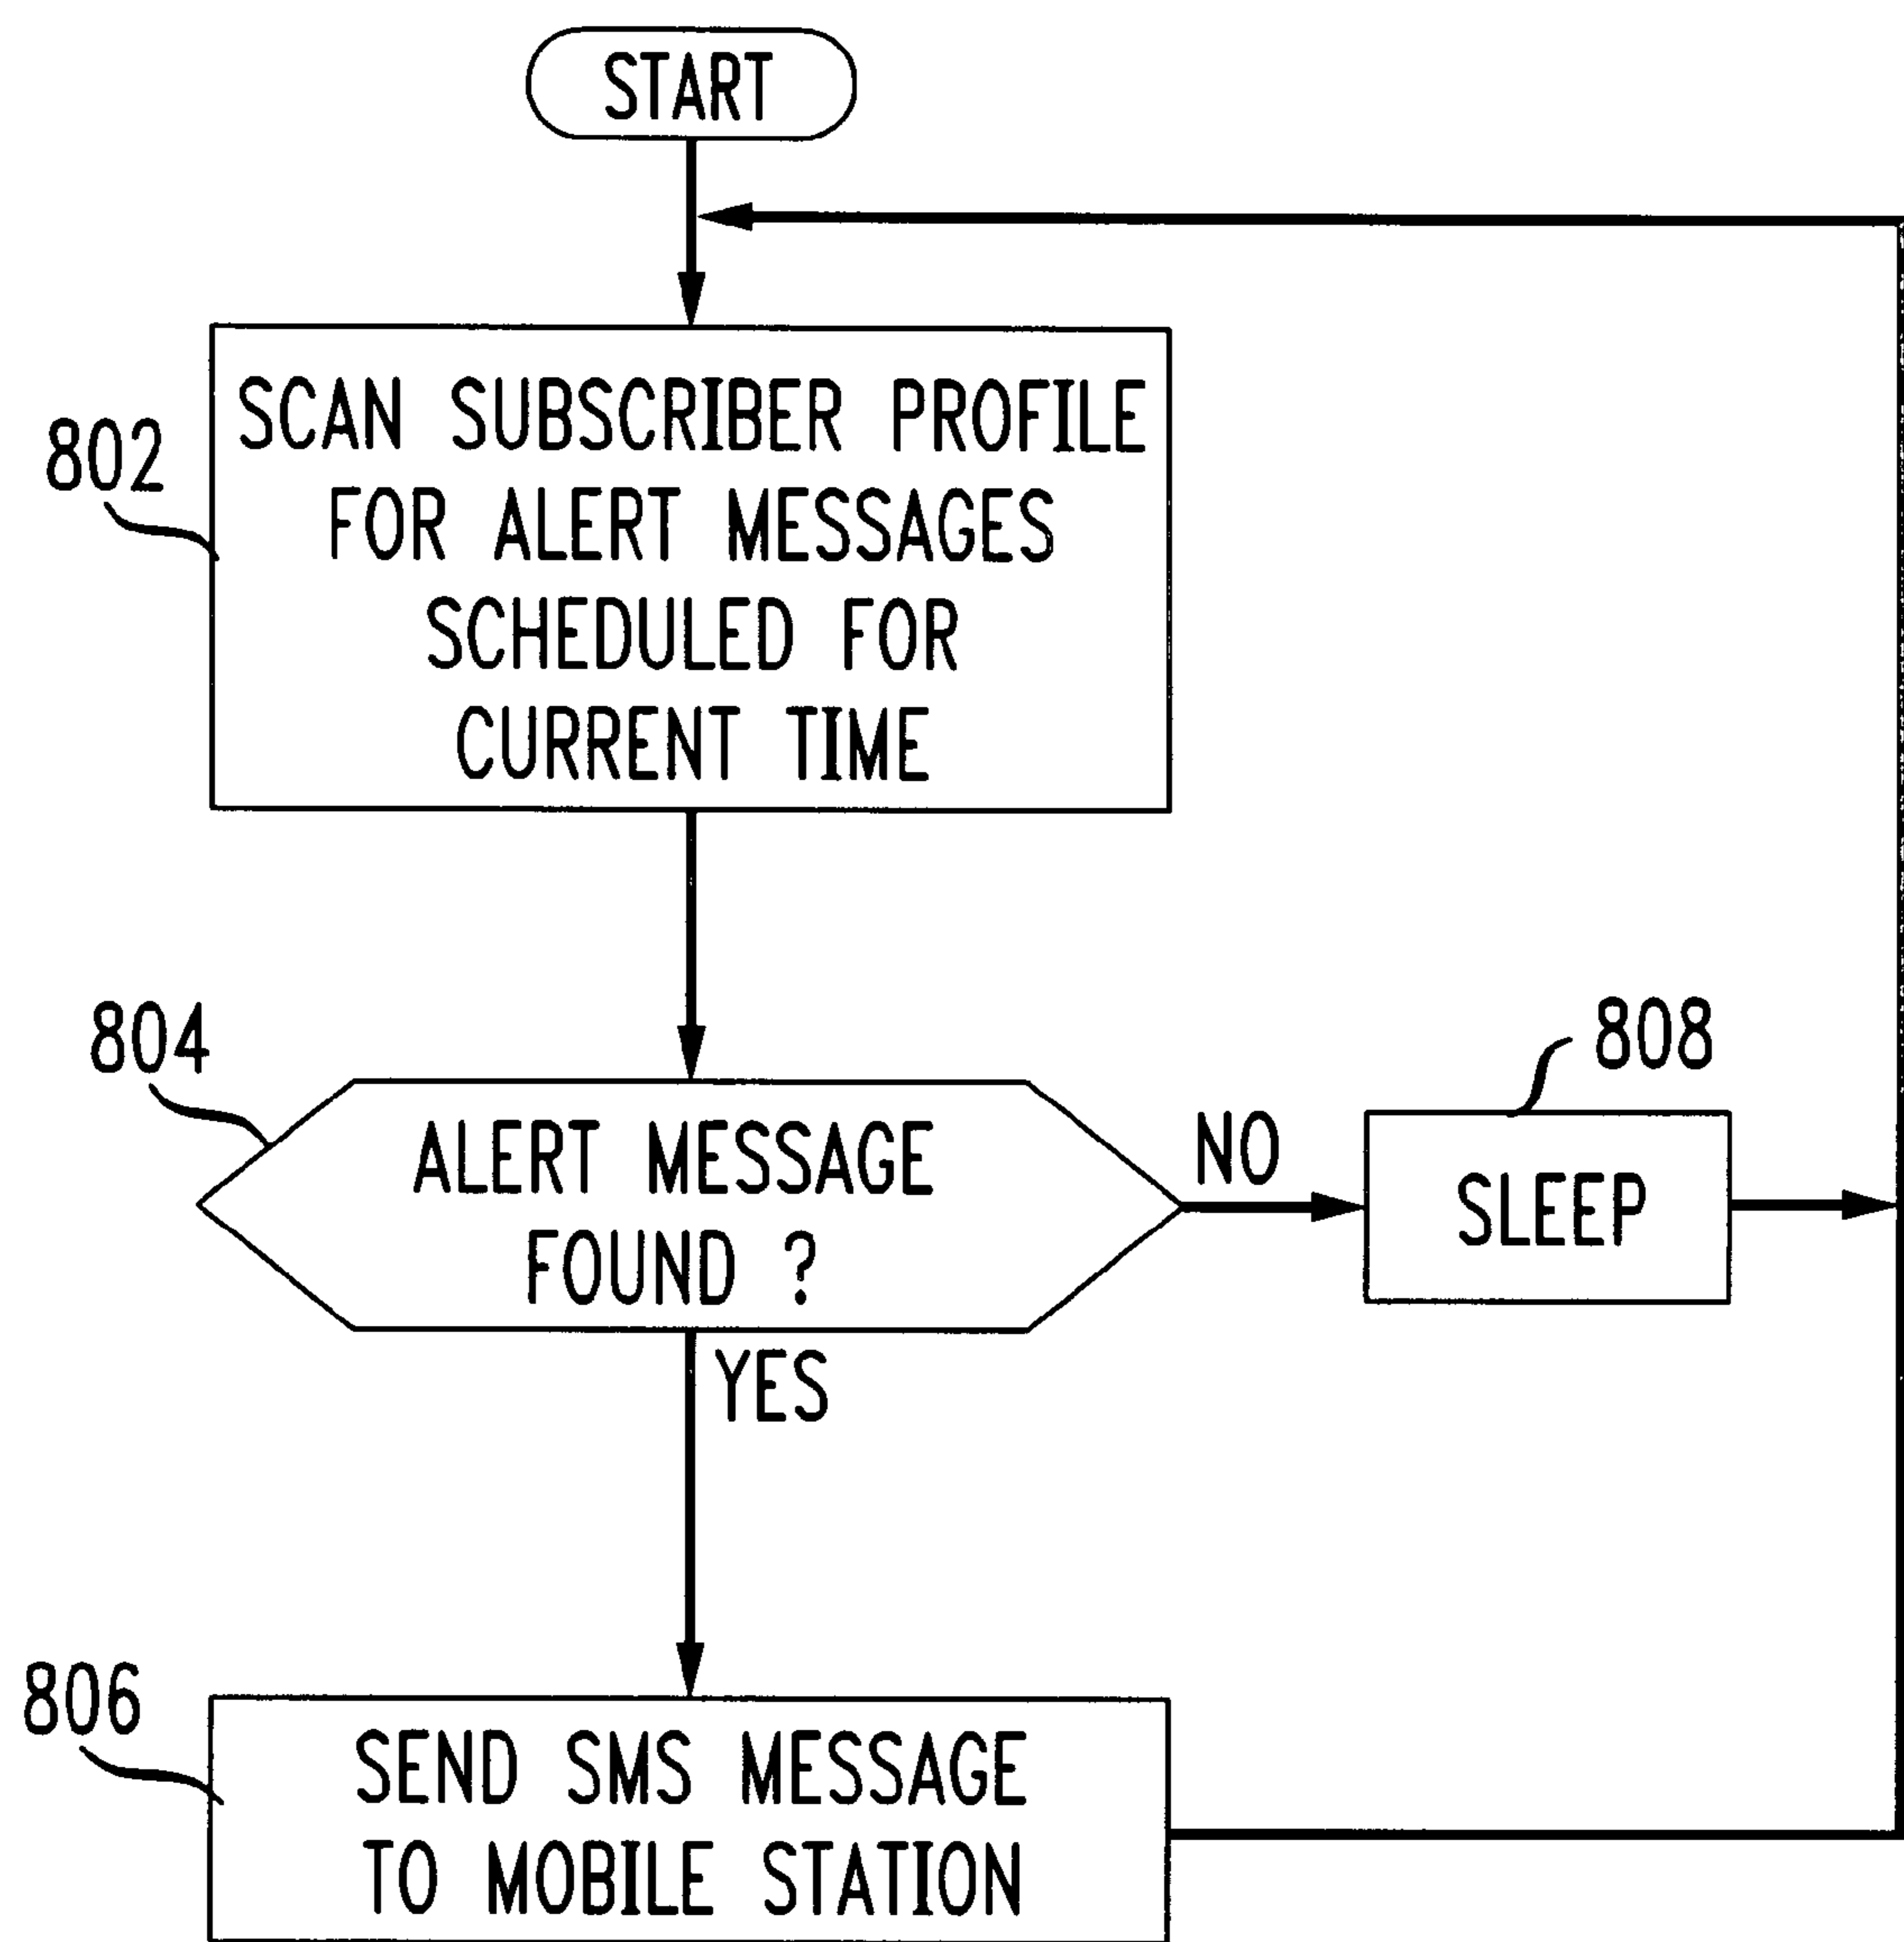 START
802
SCAN SUBSCRIBER PROFILE
FOR ALERT MESSAGES
SCHEDULED FOR
CURRENT TIME
804
ALERT MESSAGE
FOUND ?
NO
808
SLEEP
YES
806
SEND SMS MESSAGE
TO MOBILE STATION